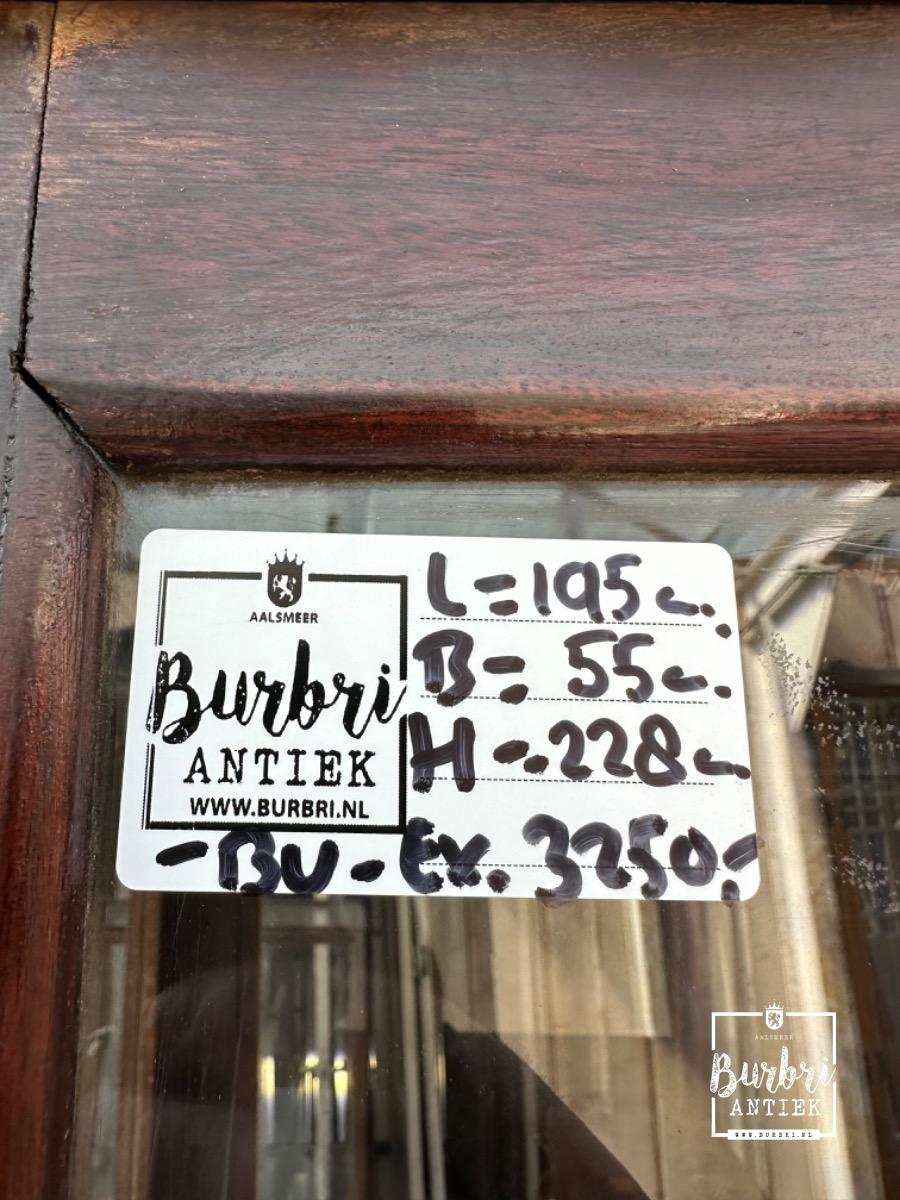 AALSMEER
Burbri
ANTIEK
WWW.BURBRI.NL
L = 195 c.
B = 55 c.
H - 228 c.
- BU - Ex. 3250,-
AALSMEER
Burbri
ANTIEK
WWW.BURBRI.NL